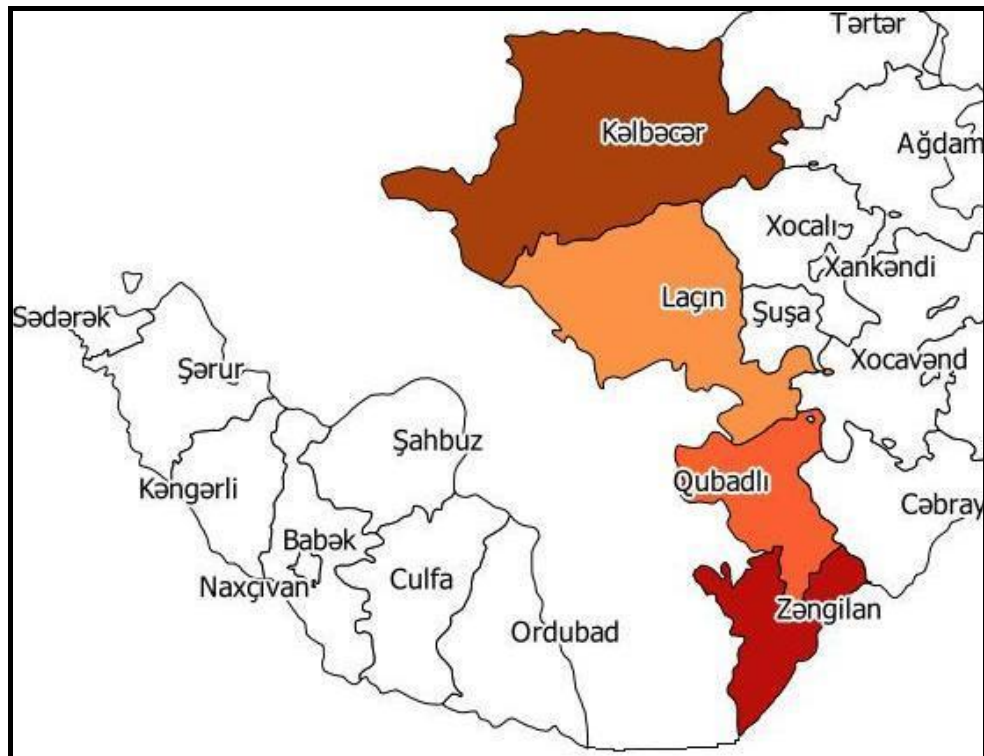 Tərtər
Kəlbəcər
Ağdam
Xocalı
Xankəndi
Laçın
Şuşa
Sədərək
Xocavənd
Şərur
Şahbuz
Qubadlı
Kəngərli
Cəbray
Babək
Naxçıvan
Culfa
Zəngilan
Ordubad